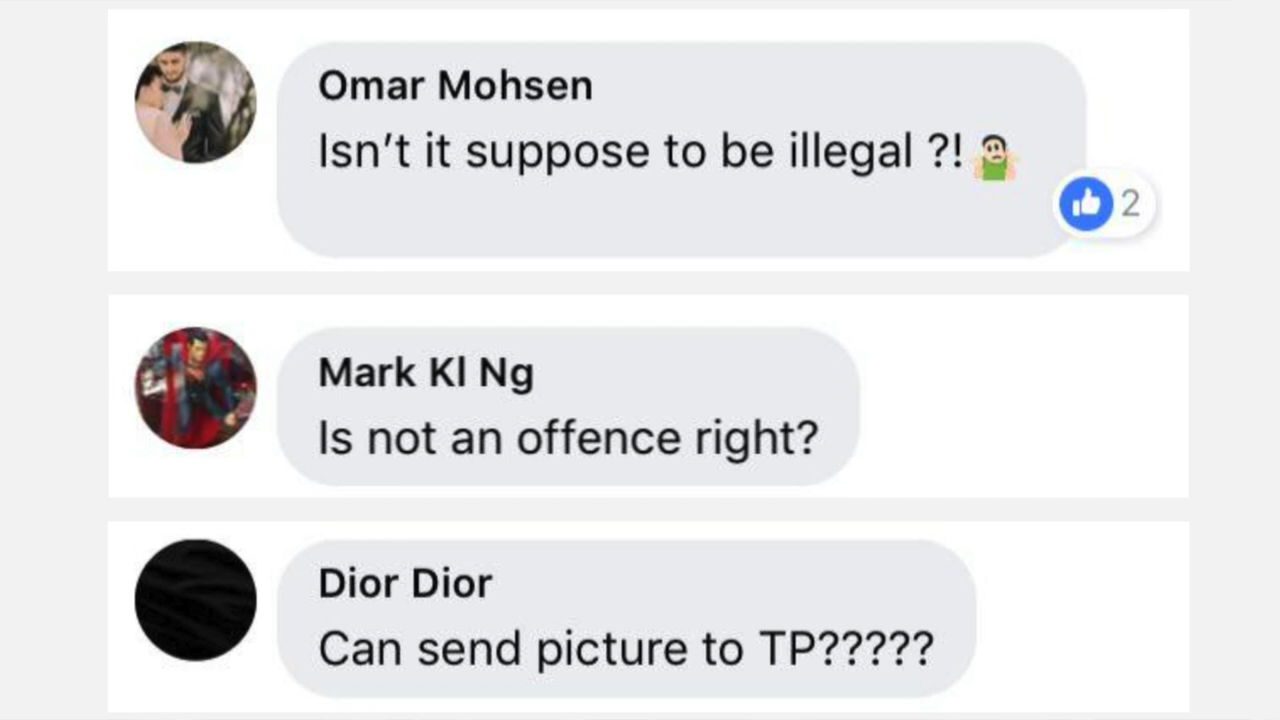 Omar Mohsen
Isn’t it suppose to be illegal ?!
2
Mark Kl Ng
Is not an offence right?
Dior Dior
Can send picture to TP?????